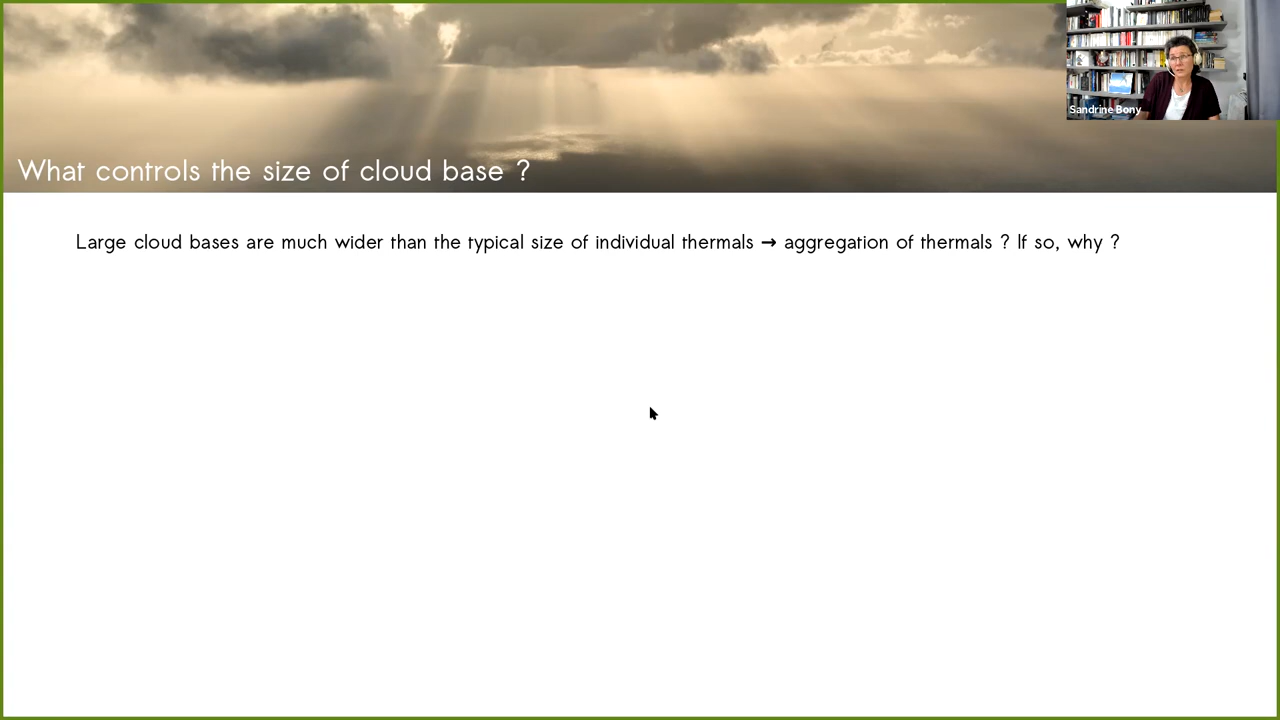 Sandrine Bony
What controls the size of cloud base ?
Large cloud bases are much wider than the typical size of individual thermals → aggregation of thermals ? If so, why ?